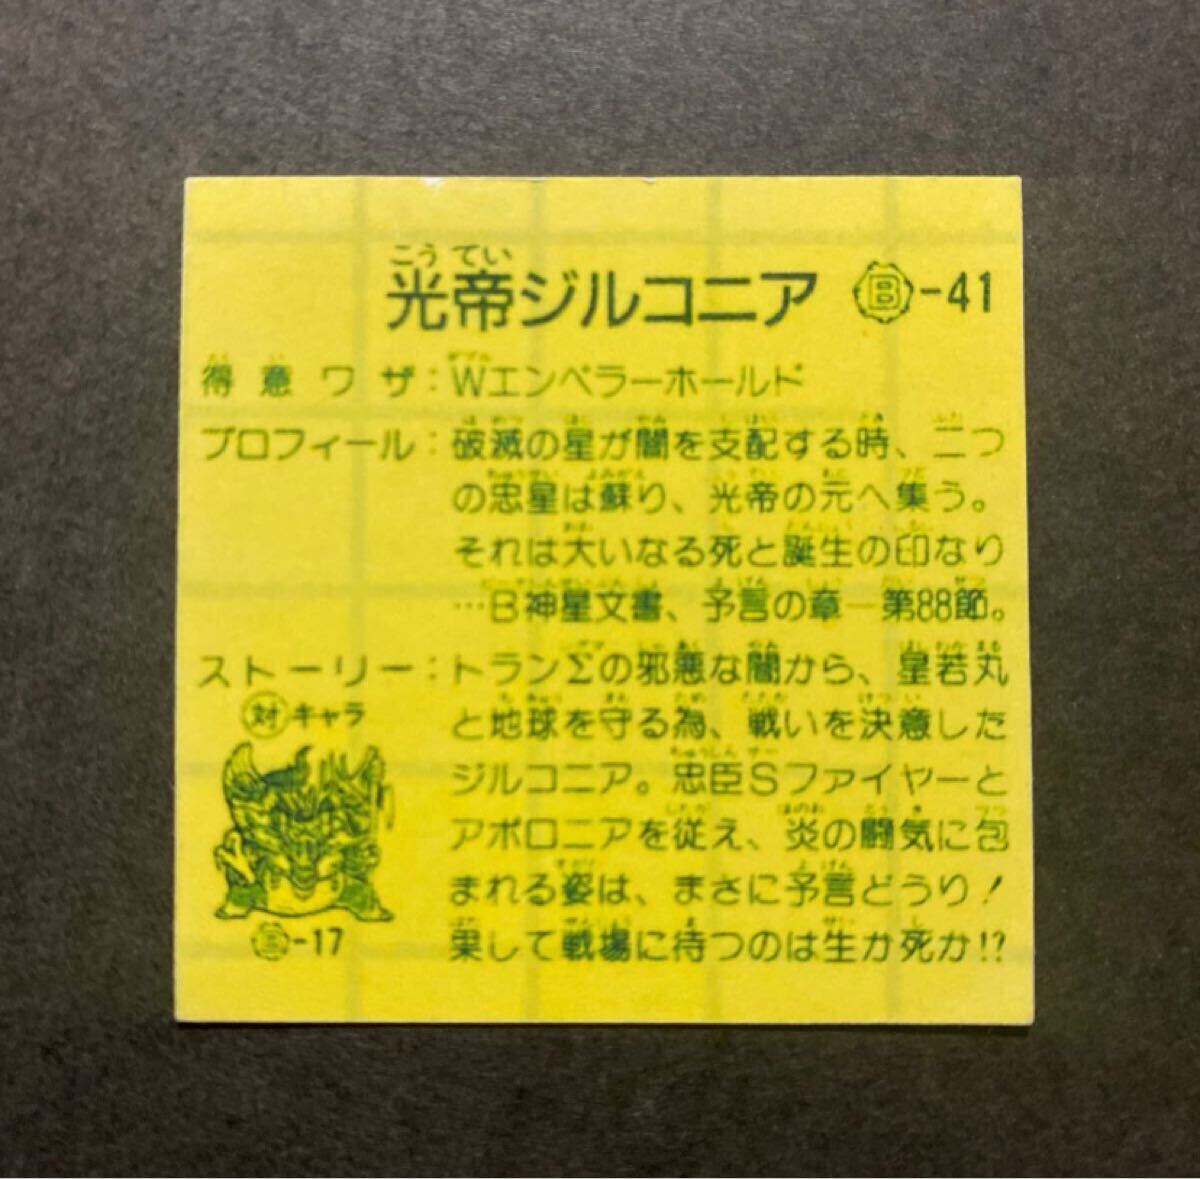 こうてい
光帝ジルコニア Ⓑ-41
得意ワザ:Wエンペラーホールド
プロフィール:破滅の星が闇を支配する時、二つ
の忠星は蘇り、光帝の元へ集う。
それは大いなる死と誕生の印なり
…B神星文書、予言の章―第88節。
ストーリー:トランΣの邪悪な闇から、星若丸
と地球を守る為、戦いを決意した
ジルコニア。忠臣Sファイヤーと
アポロニアを従え、炎の闘気に包
まれる姿は、まさに予言どうり!
果して戦場に待つのは生か死か!?
対キャラ
-17